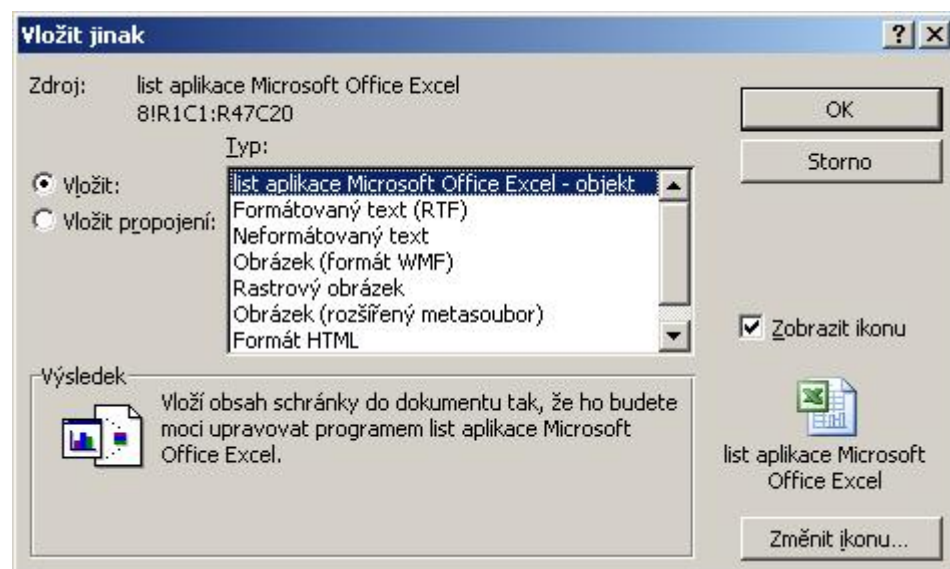 Vložit jinak
Zdroj: list aplikace Microsoft Office Excel
8!R1C1:R47C20
OK
Storno
Typ:
Vložit:
Vložit propojení:
list aplikace Microsoft Office Excel - objekt
Formátovaný text (RTF)
Neformátovaný text
Obrázek (formát WMF)
Rastrový obrázek
Obrázek (rozšířený metasoubor)
Formát HTML
Zobrazit ikonu
Výsledek
Vloží obsah schránky do dokumentu tak, že ho budete
moci upravovat programem list aplikace Microsoft
Office Excel.
list aplikace Microsoft
Office Excel
Změnit ikonu...